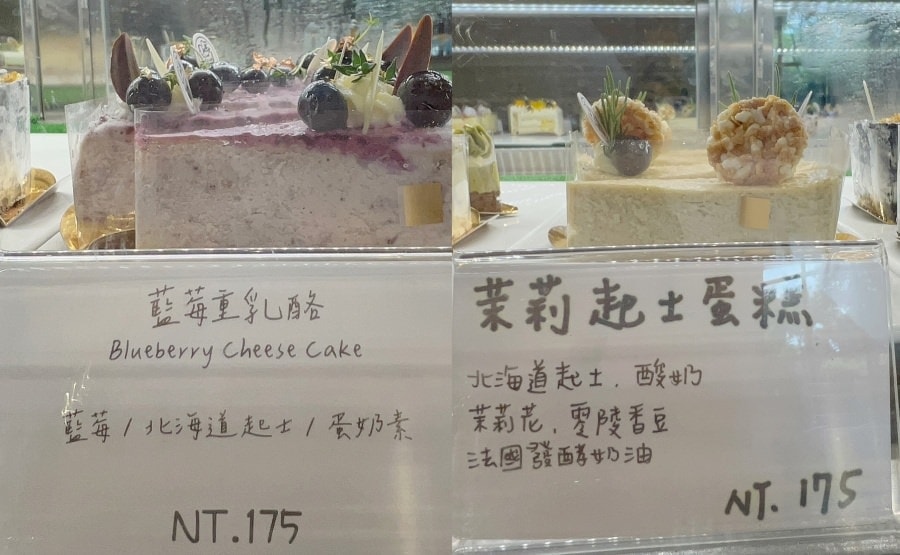 藍莓重乳酪
Blueberry Cheese Cake
藍莓 / 北海道起士 / 蛋奶素
NT.175
茉莉起士蛋糕
北海道起士．酸奶
茉莉花．零陵香豆
法國發酵奶油
NT. 175